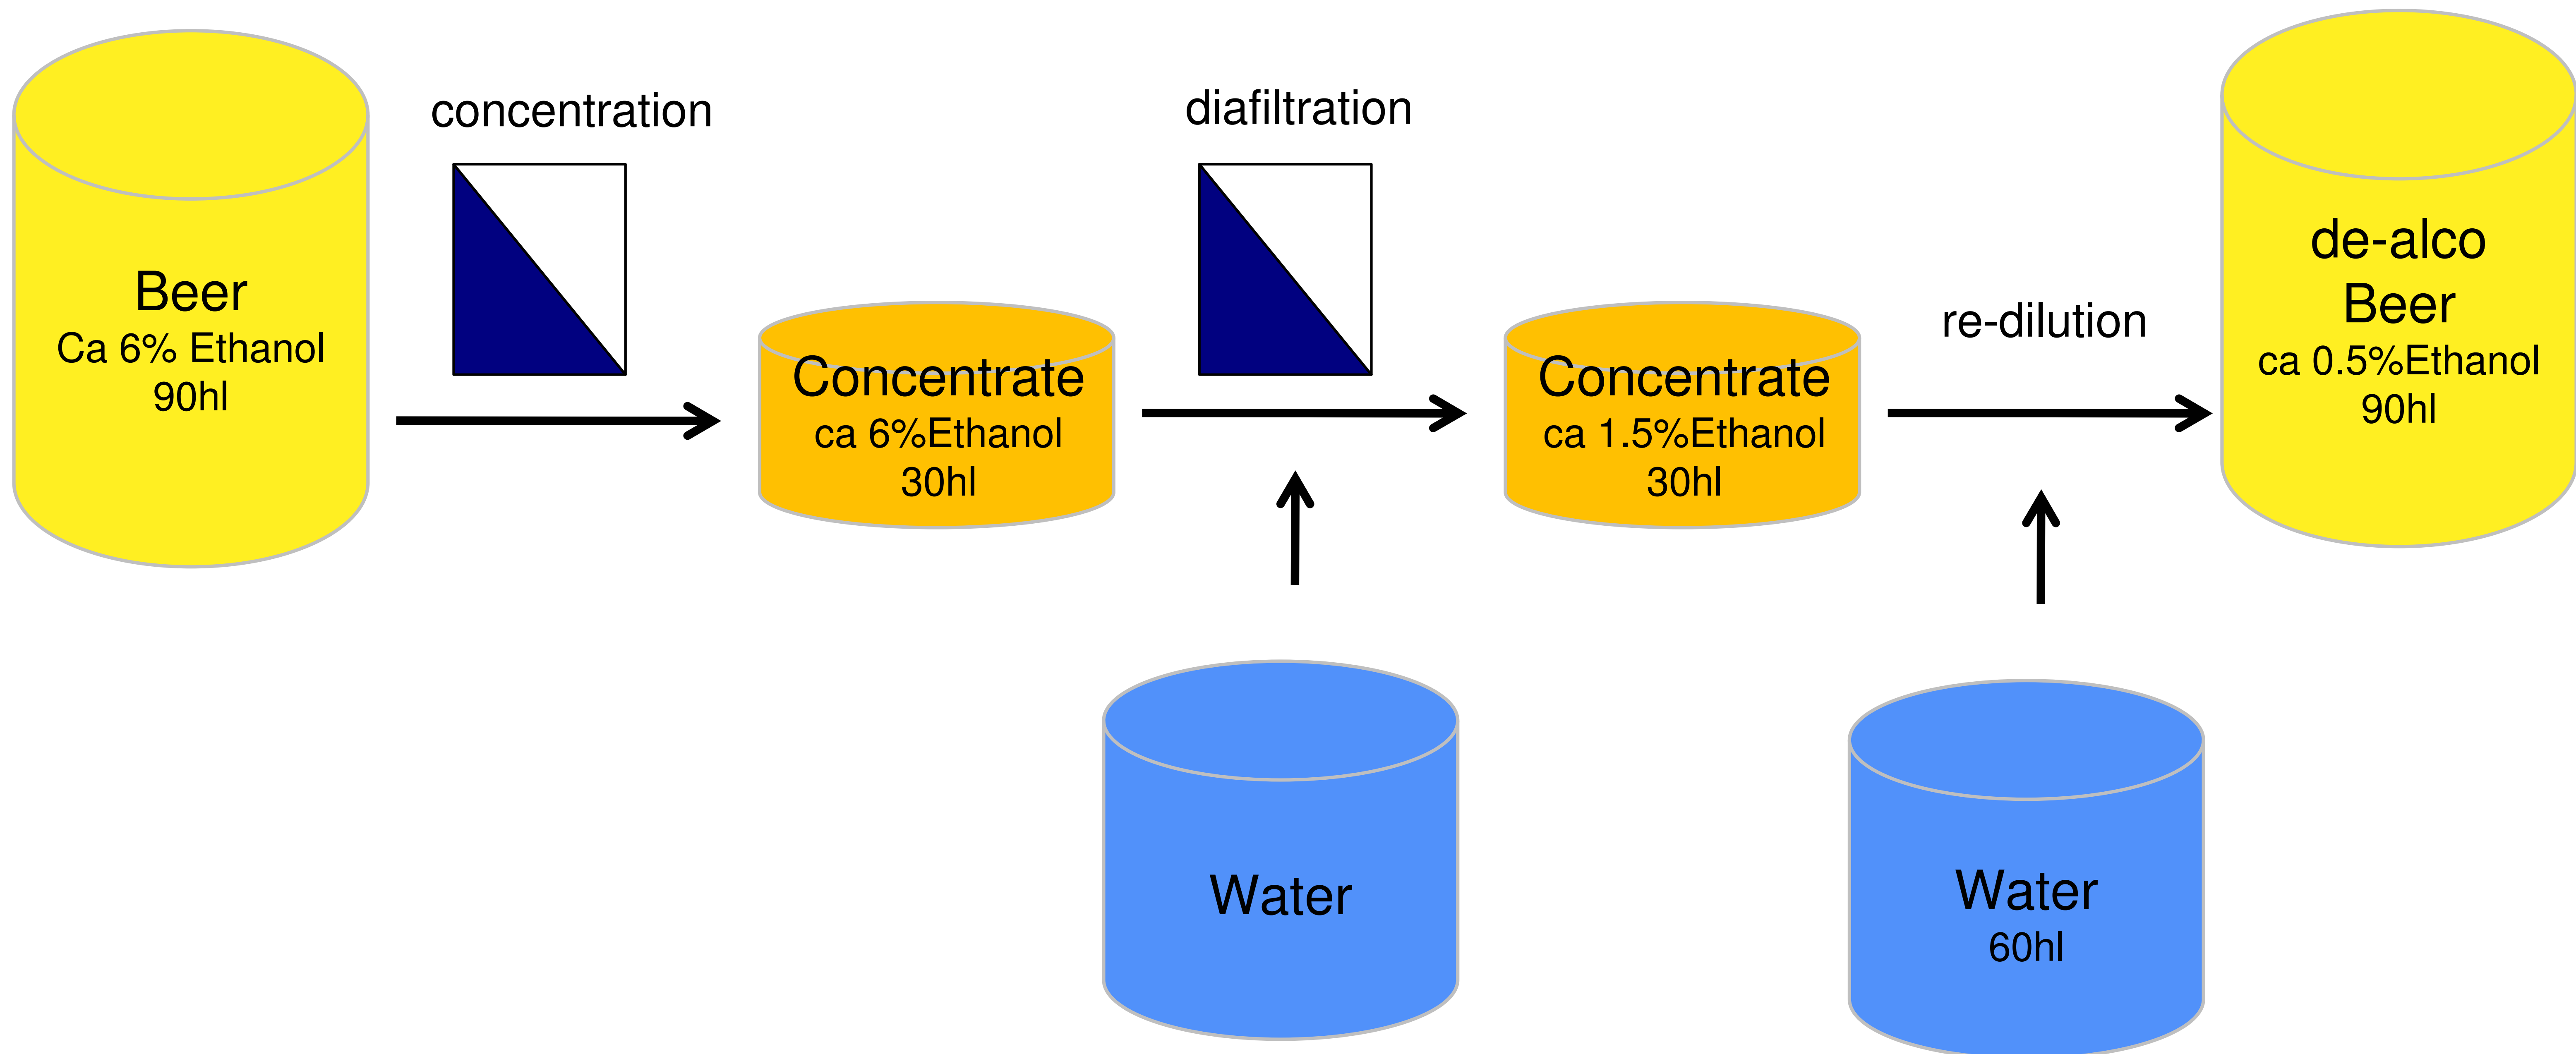 Beer
Ca 6% Ethanol
90hl
concentration
Concentrate
ca 6%Ethanol
30hl
diafiltration
Water
Concentrate
ca 1.5%Ethanol
30hl
re-dilution
Water
60hl
de-alco
Beer
ca 0.5%Ethanol
90hl